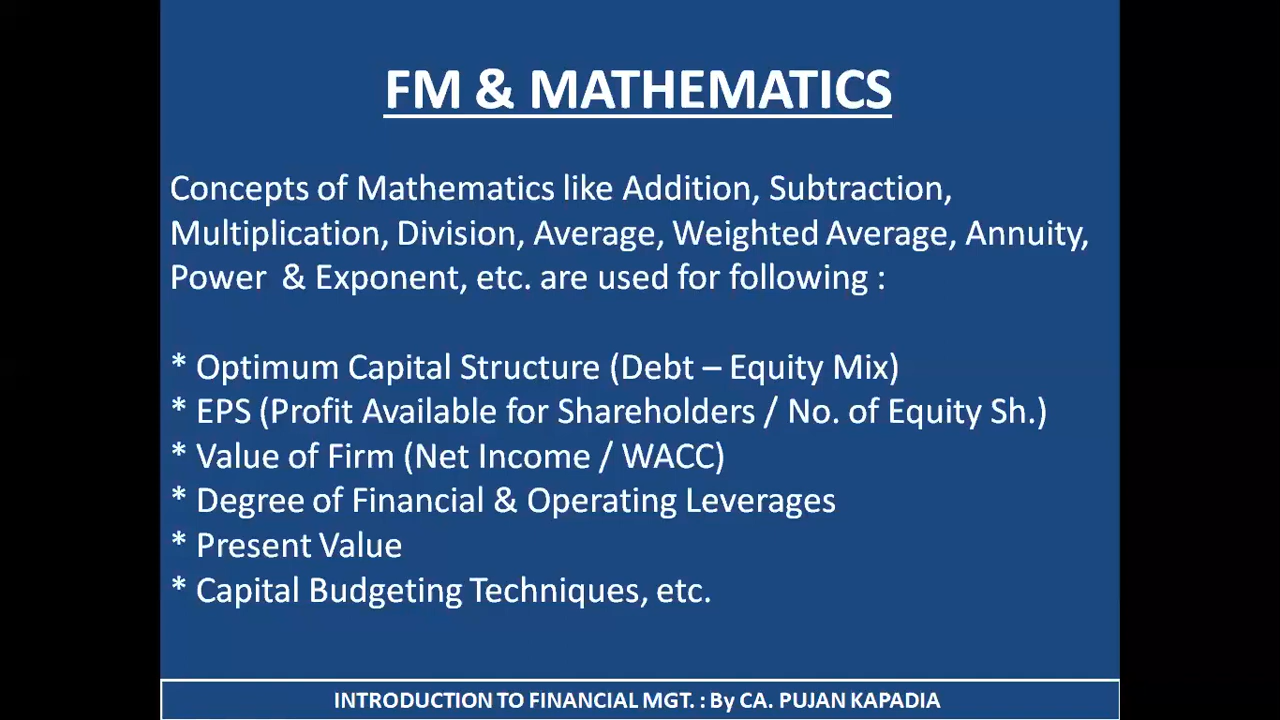 FM & MATHEMATICS
Concepts of Mathematics like Addition, Subtraction,
Multiplication, Division, Average, Weighted Average, Annuity,
Power & Exponent, etc. are used for following :
* Optimum Capital Structure (Debt – Equity Mix)
* EPS (Profit Available for Shareholders / No. of Equity Sh.)
* Value of Firm (Net Income / WACC)
* Degree of Financial & Operating Leverages
* Present Value
* Capital Budgeting Techniques, etc.
INTRODUCTION TO FINANCIAL MGT. : By CA. PUJAN KAPADIA